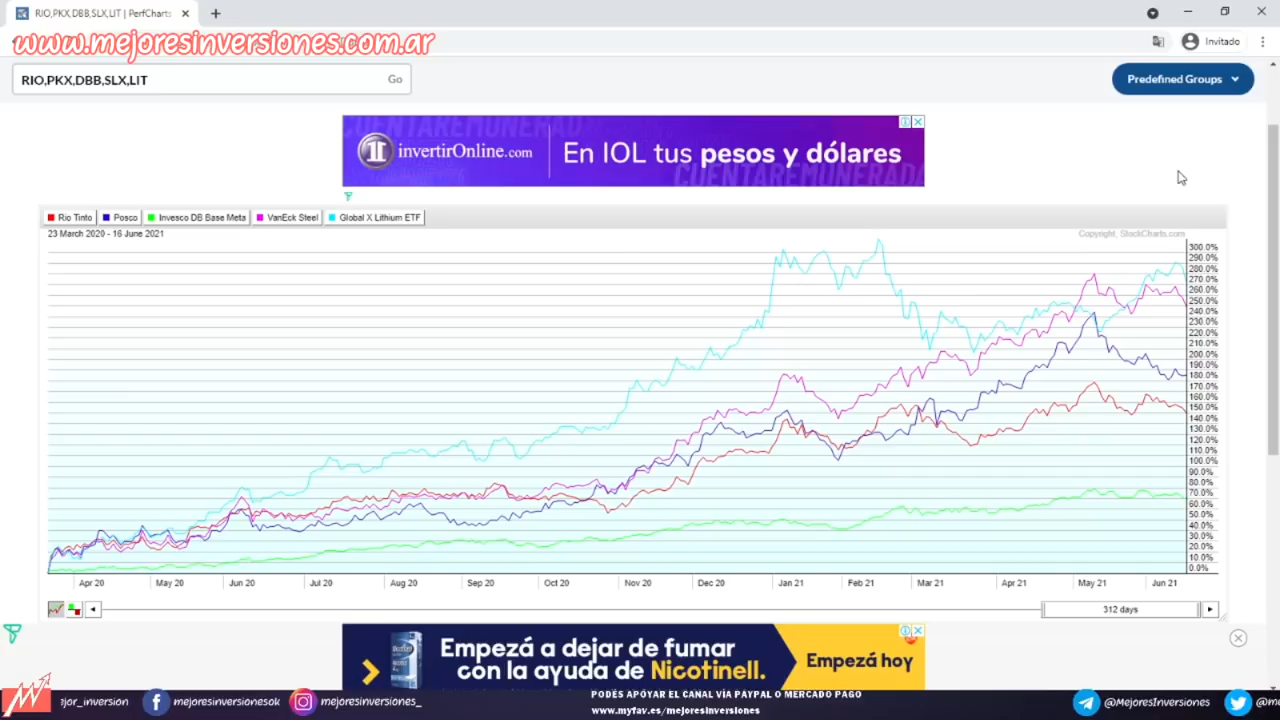 RIO,PKX,DBB,SLX,LIT | PerfCharts
www.mejoresinversiones.com.ar
Invitado
RIO,PKX,DBB,SLX,LIT
Go
Predefined Groups
invertirOnline.com
En IOL tus pesos y dólares
CUENTAREMUNERADA
Rio Tinto
Posco
Invesco DB Base Meta
VanEck Steel
Global X Lithium ETF
23 March 2020 - 16 June 2021
Copyright, StockCharts.com
300.0%
290.0%
280.0%
270.0%
260.0%
250.0%
240.0%
230.0%
220.0%
210.0%
200.0%
190.0%
180.0%
170.0%
160.0%
150.0%
140.0%
130.0%
120.0%
110.0%
100.0%
90.0%
80.0%
70.0%
60.0%
50.0%
40.0%
30.0%
20.0%
10.0%
0.0%
Apr 20 May 20 Jun 20 Jul 20 Aug 20 Sep 20 Oct 20 Nov 20 Dec 20 Jan 21 Feb 21 Mar 21 Apr 21 May 21 Jun 21
312 days
Empezá a dejar de fumar
con la ayuda de Nicotinell.
Empezá hoy
PODÉS APOYAR EL CANAL VÍA PAYPAL O MERCADO PAGO
www.myfav.es/mejoresinversiones
ejor_inversion
mejoresinversionesok
mejoresinversiones_
@MejoresInversiones
@m